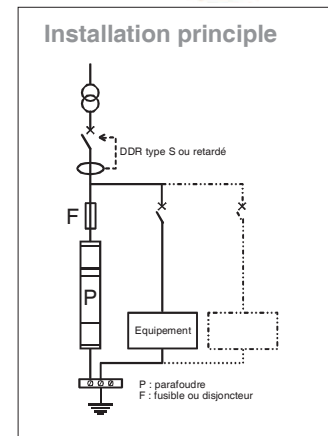 Installation principle
DDR type S ou retardé
F
P
Equipement
P : parafoudre
F : fusible ou disjoncteur